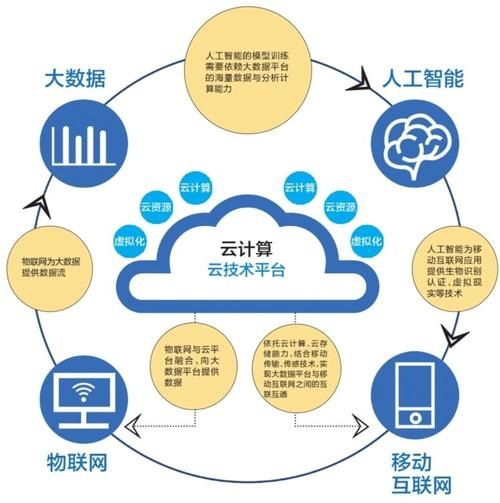 人工智能的模型训练
需要依赖大数据平台
的海量数据与分析计
算能力
大数据
人工智能
云计算
云资源
虚拟化
云计算
云资源
虚拟化
云计算
云技术平台
物联网为大数据
提供数据流
人工智能为移
动互联网应用
提供生物识别
认证、虚拟现
实等技术
物联网与云平
台融合,向大
数据平台提供
数据
依托云计算、云存
储能力,结合移动
传输、传感技术,实
现大数据平台与移
动互联网之间的互
联互通
物联网
移动
互联网